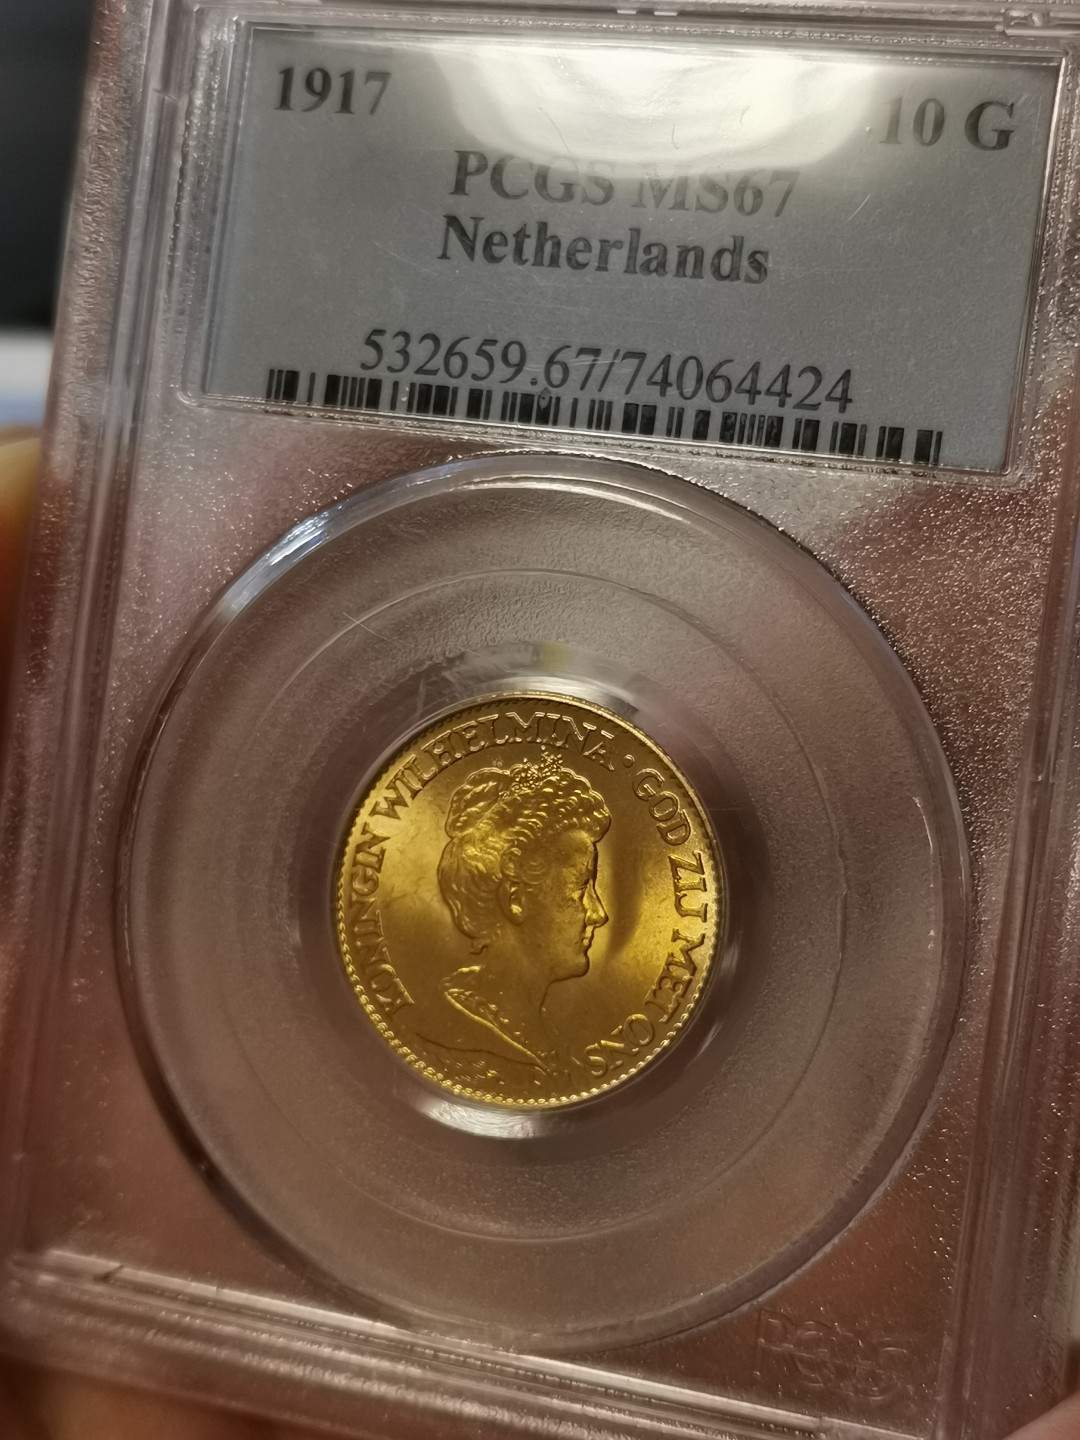 1917 10 G
PCGS MS67
Netherlands
532659.67/74064424
KONINGIN WILHELMINA · GOD ZIJ MET ONS
PCGS